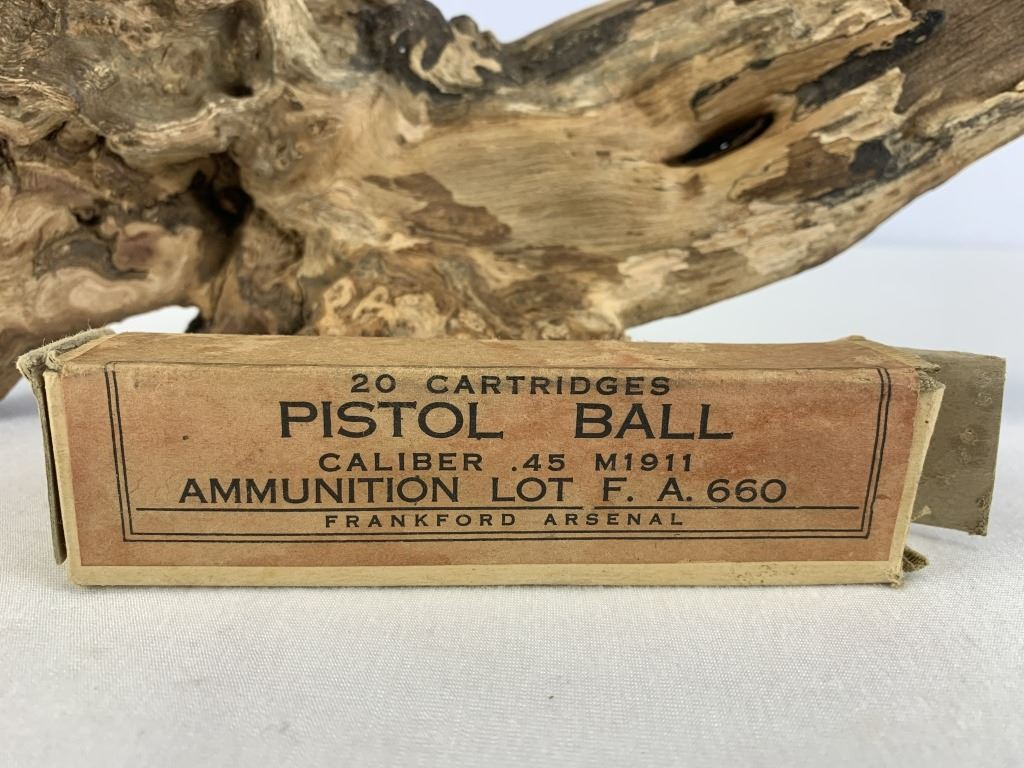 20 CARTRIDGES
PISTOL BALL
CALIBER .45 M1911
AMMUNITION LOT F. A. 660
FRANKFORD ARSENAL